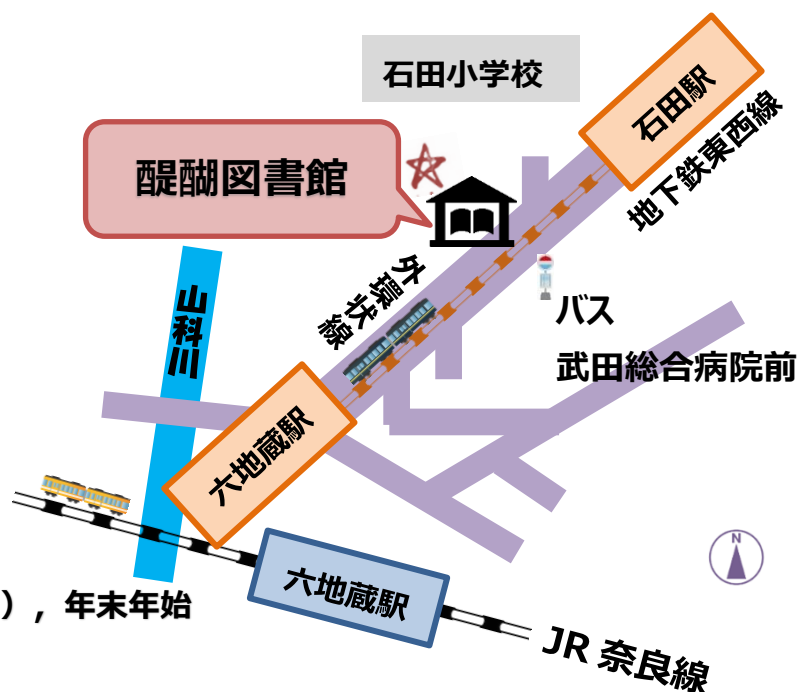 石田小学校
石田駅
地下鉄東西線
醍醐図書館
外環状線
山科川
バス
武田総合病院前
六地蔵駅
N
六地蔵駅
），年末年始
JR 奈良線